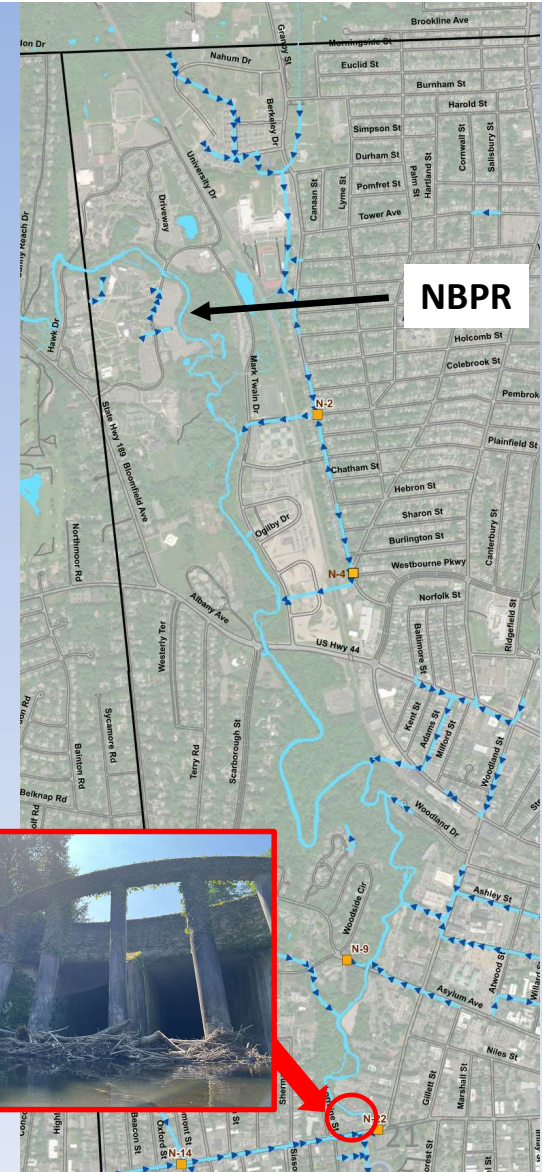 Brookline Ave
Granby St
Morningside St
Nahum Dr
Euclid St
Burnham St
Harold St
Berkeley Dr
Simpson St
Cornwall St
Salisbury St
Durham St
University Dr
Canaan St
Lyme St
Pomfret St
Palm St
Hartland St
Tower Ave
Driveway
NBPR
Hawk Dr
Holcomb St
Colebrook St
Mark Twain Dr
N-2
State Hwy 189
Bloomfield Ave
Plainfield St
Chatham St
Hebron St
Sharon St
Canterbury St
Ogilby Dr
Burlington St
Northmoor Rd
Westbourne Pkwy
N-4
Albany Ave
Norfolk St
Ridgefield St
Baltimore St
US Hwy 44
Westerly Ter
Kent St
Adams St
Milford St
Sycamore Rd
Bainton Rd
Terry Rd
Scarborough St
Woodland St
Belknap Rd
Woodland Dr
Ashley St
Woodside Cir
N-9
Atwood St
Asylum Ave
Niles St
Gillett St
Marshall St
N-22
Beacon St
Oxford St
N-14